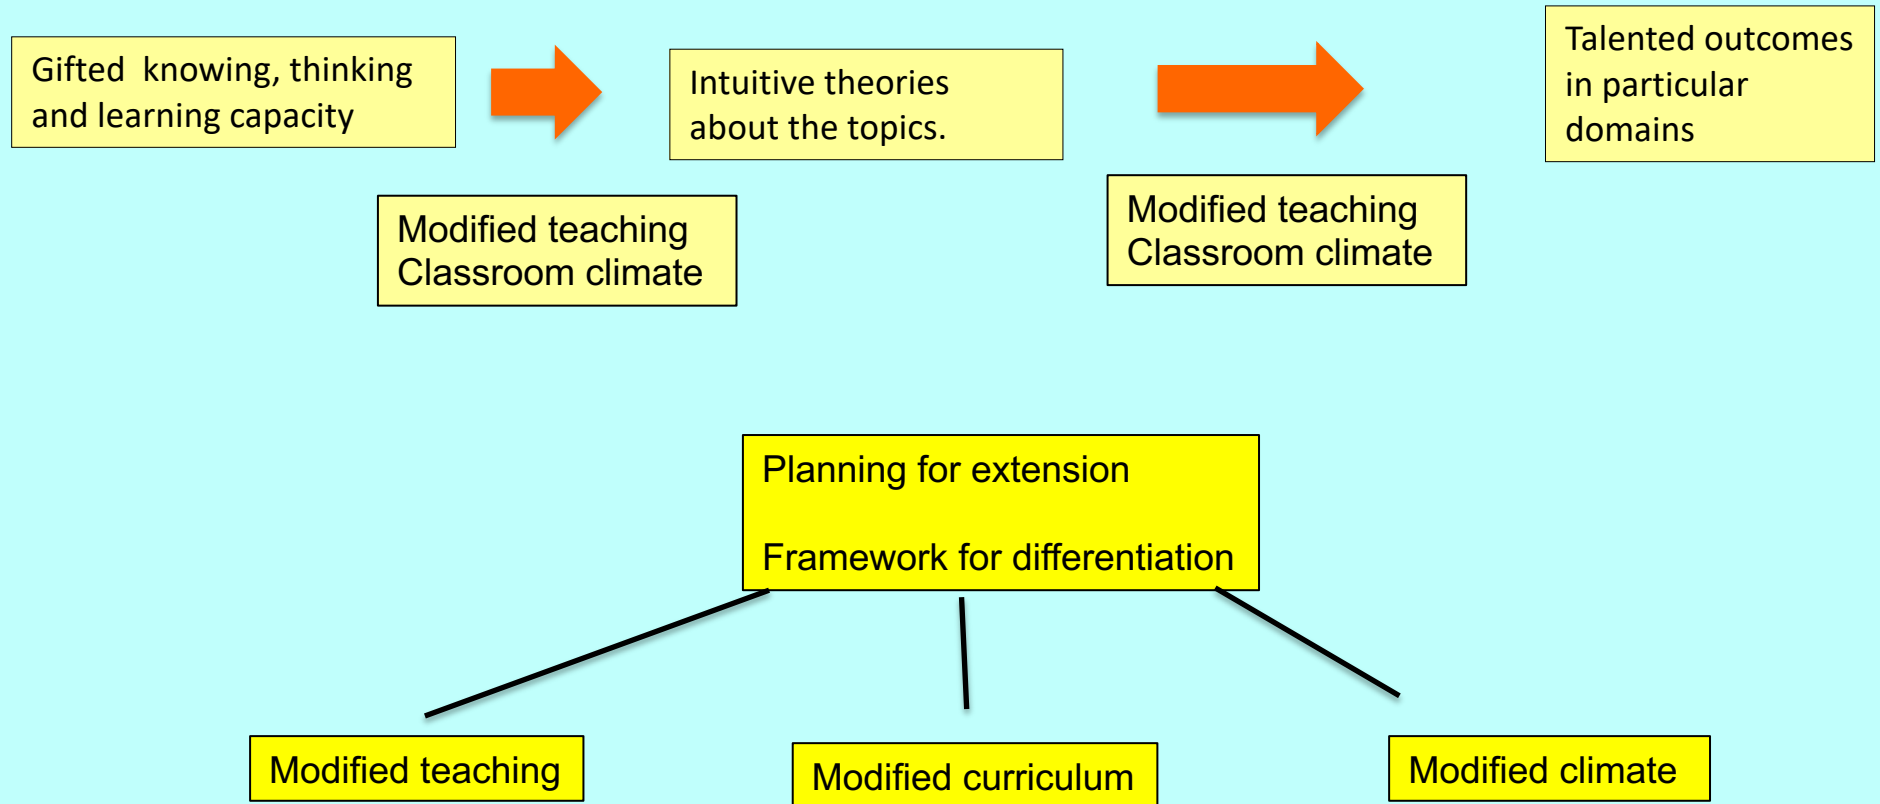 Gifted  knowing, thinking
and learning capacity
Intuitive theories
about the topics.
Talented outcomes
in particular
domains
Modified teaching
Classroom climate
Modified teaching
Classroom climate
Planning for extension
Framework for differentiation
Modified teaching
Modified curriculum
Modified climate